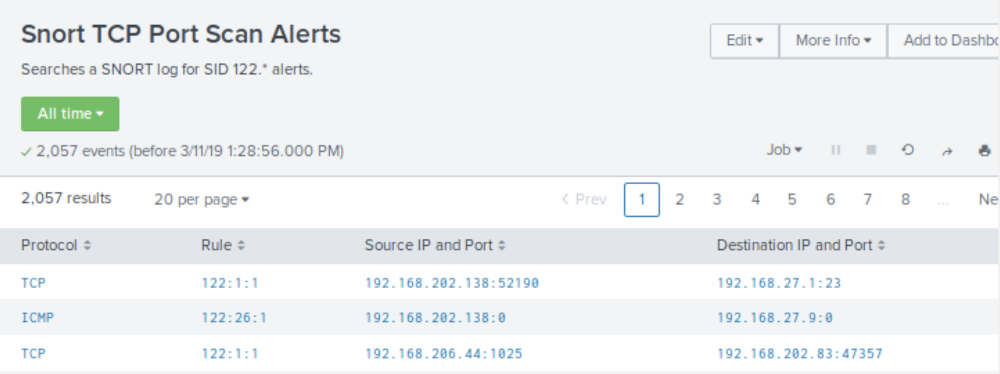 Snort TCP Port Scan Alerts
Edit More Info Add to Dashbo
Searches a SNORT log for SID 122.* alerts.
All time
2,057 events (before 3/11/19 1:28:56.000 PM)
Job
2,057 results 20 per page < Prev 1 2 3 4 5 6 7 8 ... Ne
Protocol Rule Source IP and Port Destination IP and Port
TCP 122:1:1 192.168.202.138:52190 192.168.27.1:23
ICMP 122:26:1 192.168.202.138:0 192.168.27.9:0
TCP 122:1:1 192.168.206.44:1025 192.168.202.83:47357